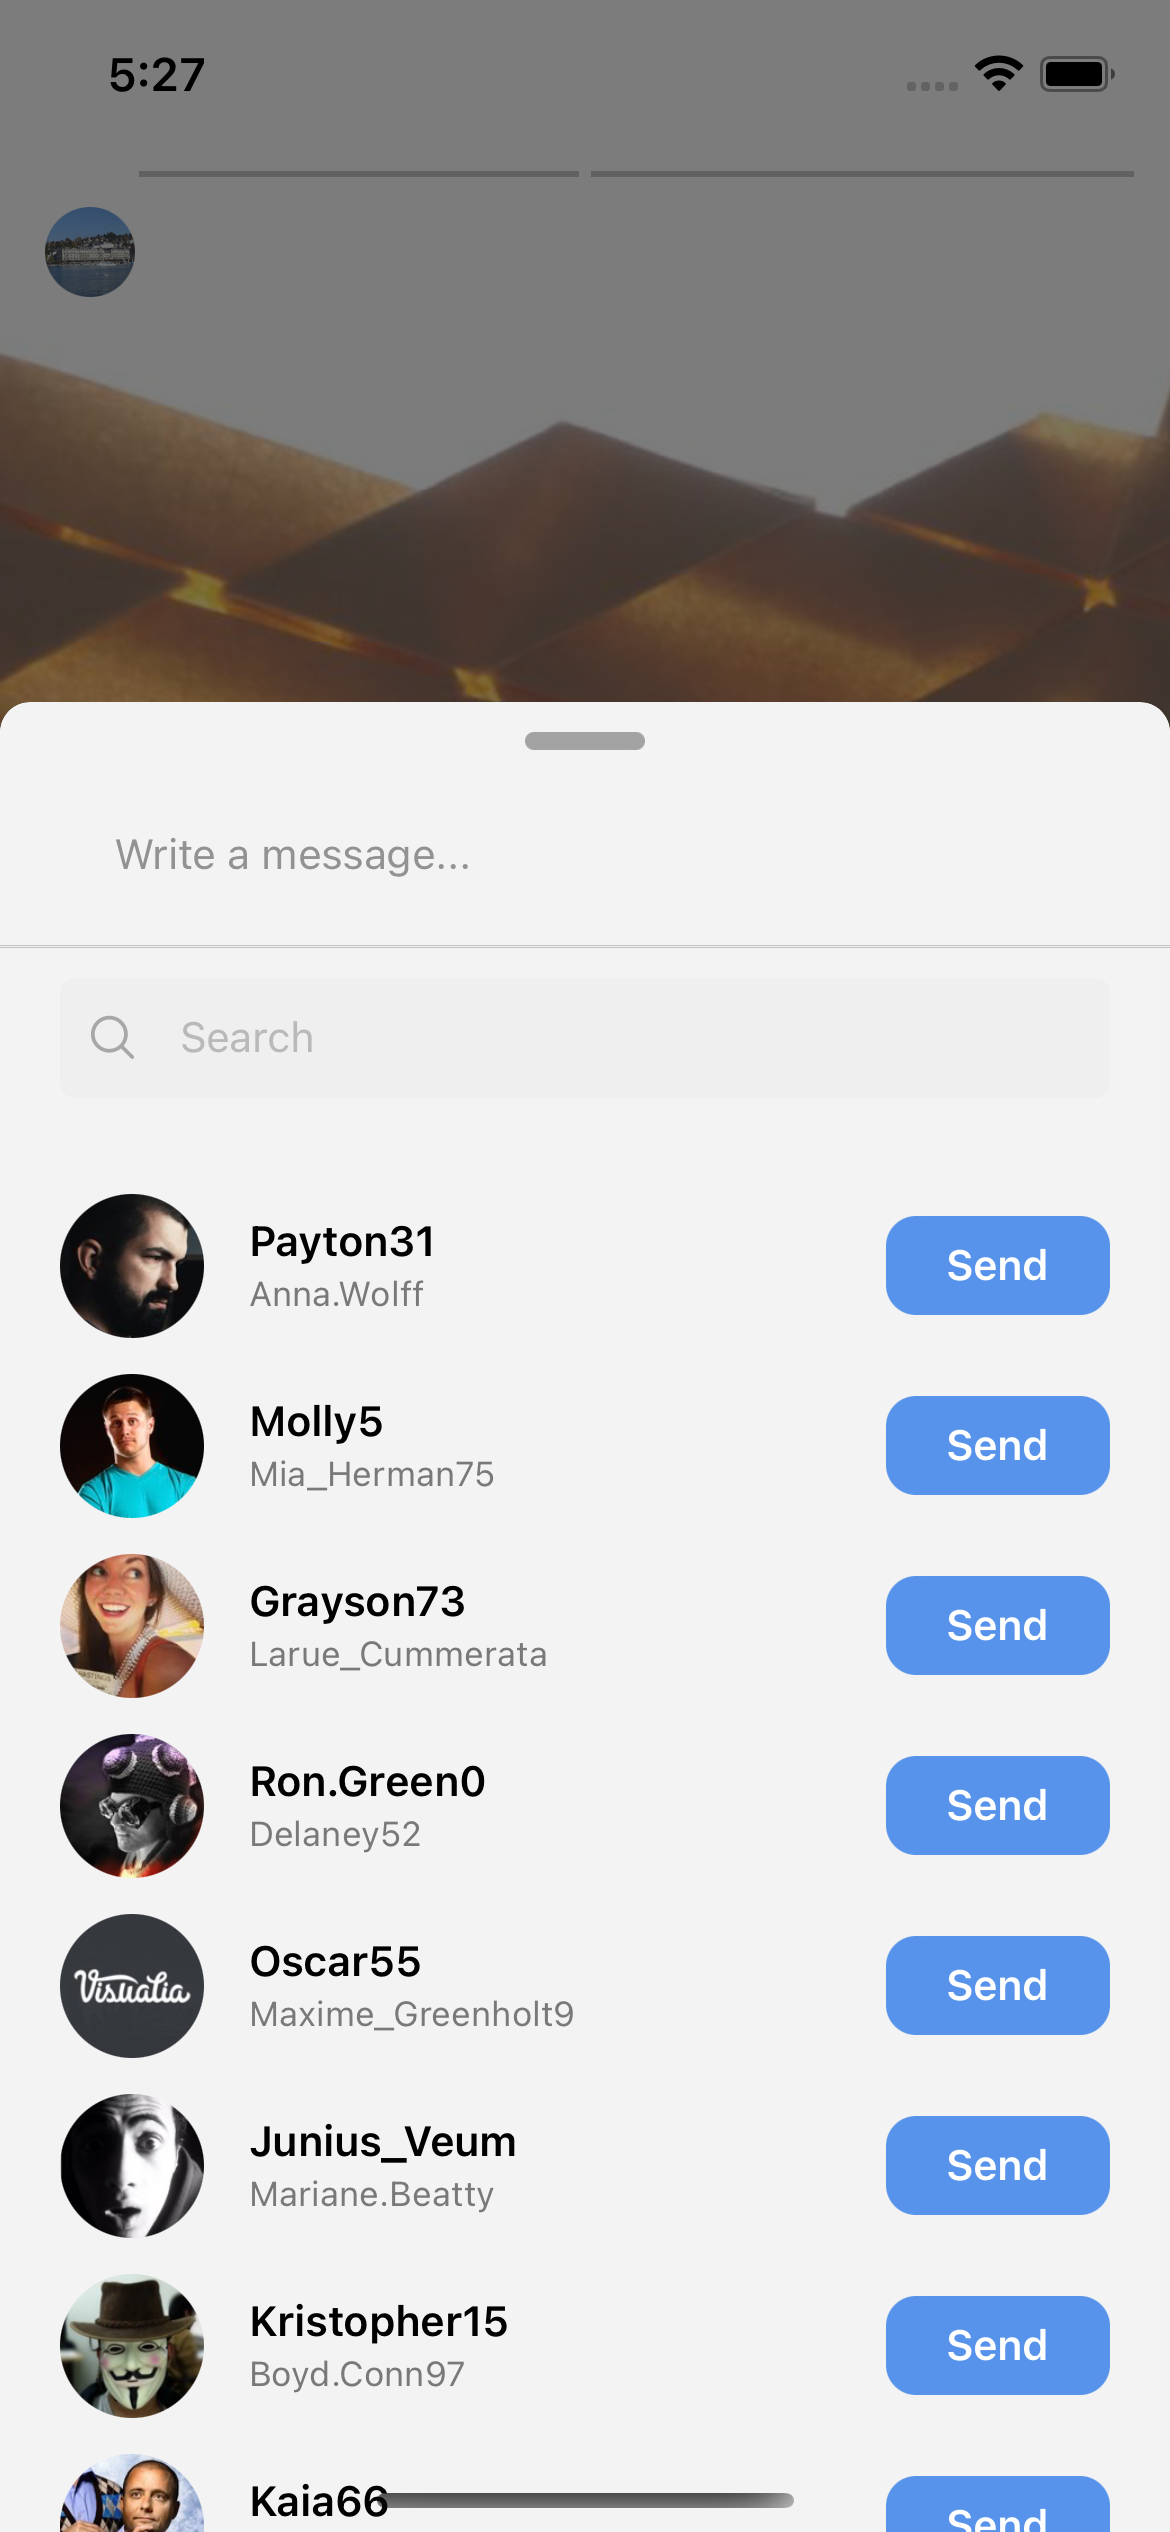 5:27
Write a message...
Search
Payton31
Anna.Wolff
Send
Molly5
Mia_Herman75
Send
Grayson73
Larue_Cummerata
Send
Ron.Green0
Delaney52
Send
Oscar55
Maxime_Greenholt9
Send
Visualia
Junius_Veum
Mariane.Beatty
Send
Kristopher15
Boyd.Conn97
Send
Kaia66
Send